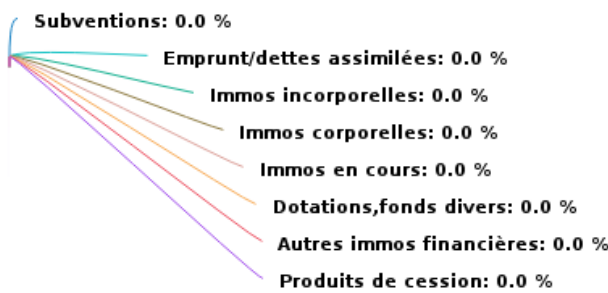 Subventions: 0.0 %
Emprunt/dettes assimilées: 0.0 %
Immos incorporelles: 0.0 %
Immos corporelles: 0.0 %
Immos en cours: 0.0 %
Dotations,fonds divers: 0.0 %
Autres immos financières: 0.0 %
Produits de cession: 0.0 %